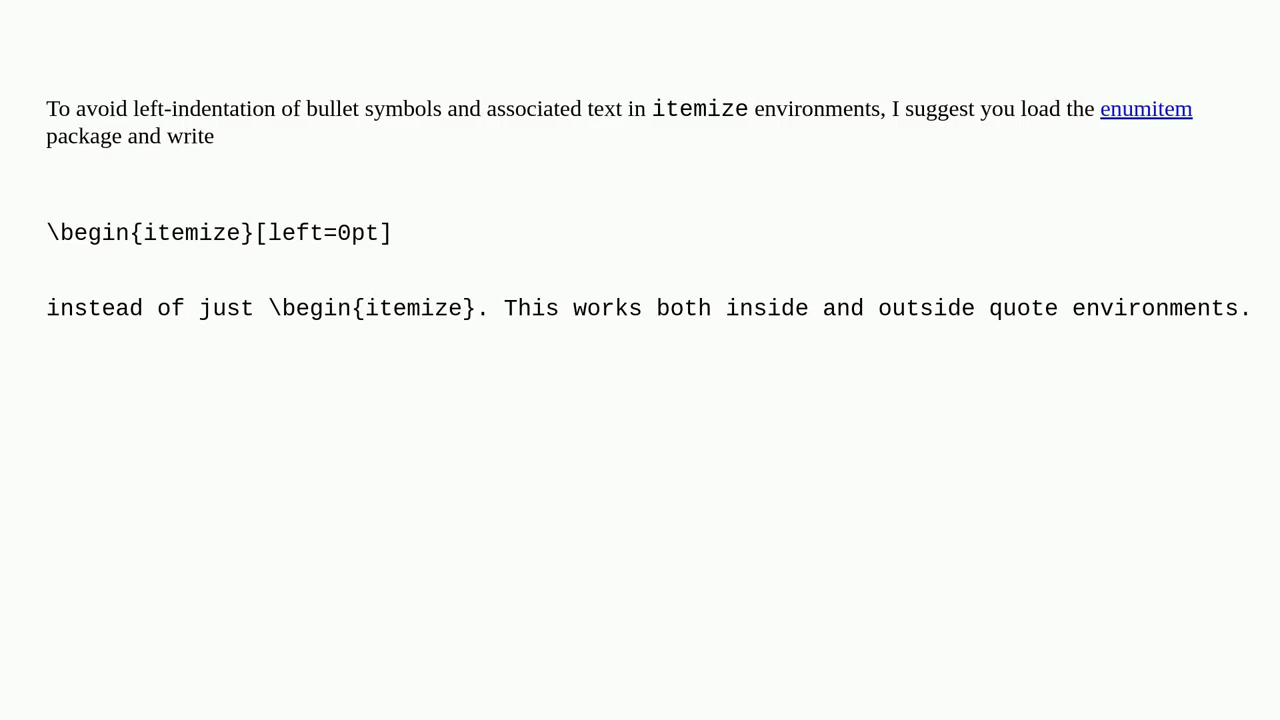 To avoid left-indentation of bullet symbols and associated text in itemize environments, I suggest you load the enumitem
package and write
\begin{itemize}[left=0pt]
instead of just \begin{itemize}. This works both inside and outside quote environments.